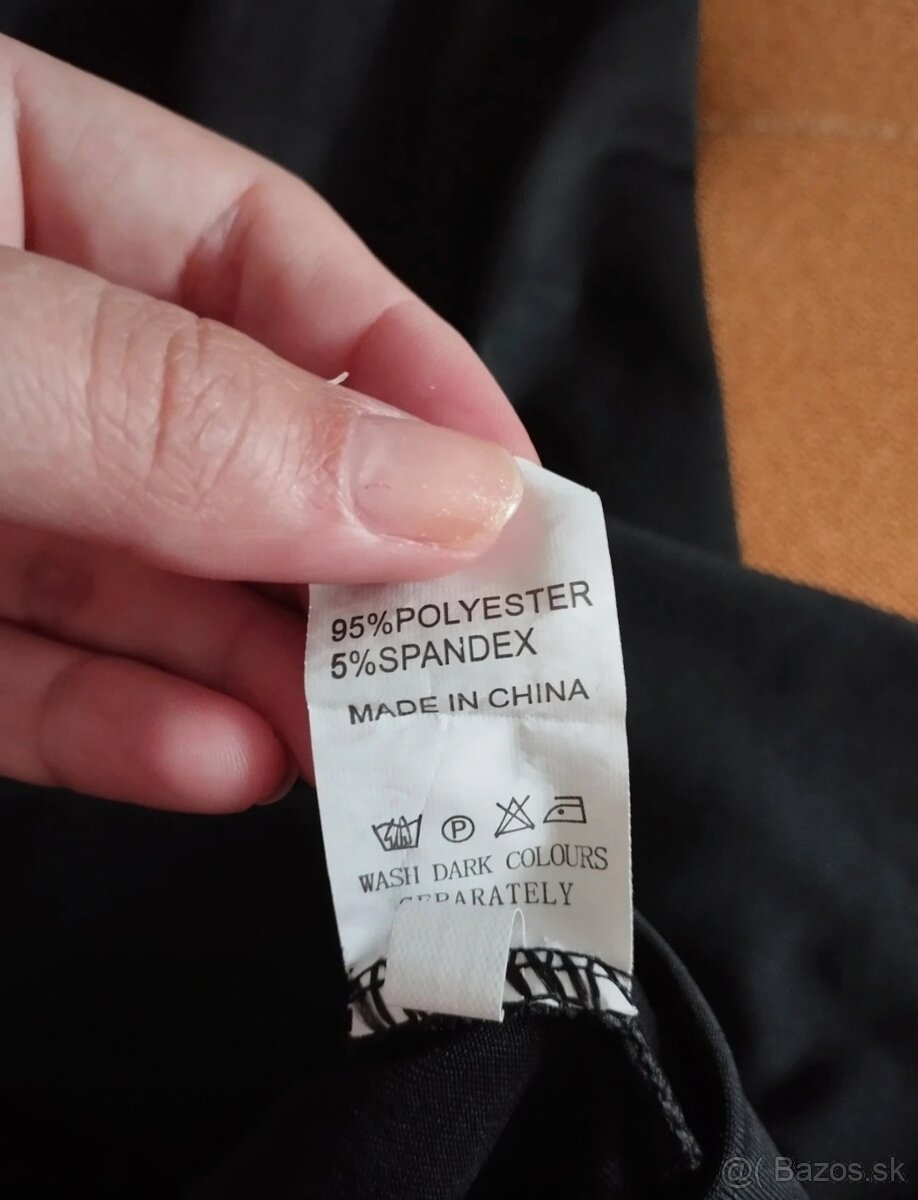 95%POLYESTER
5%SPANDEX
MADE IN CHINA
P
WASH DARK COLOURS
SEPARATELY
@( Bazos.sk